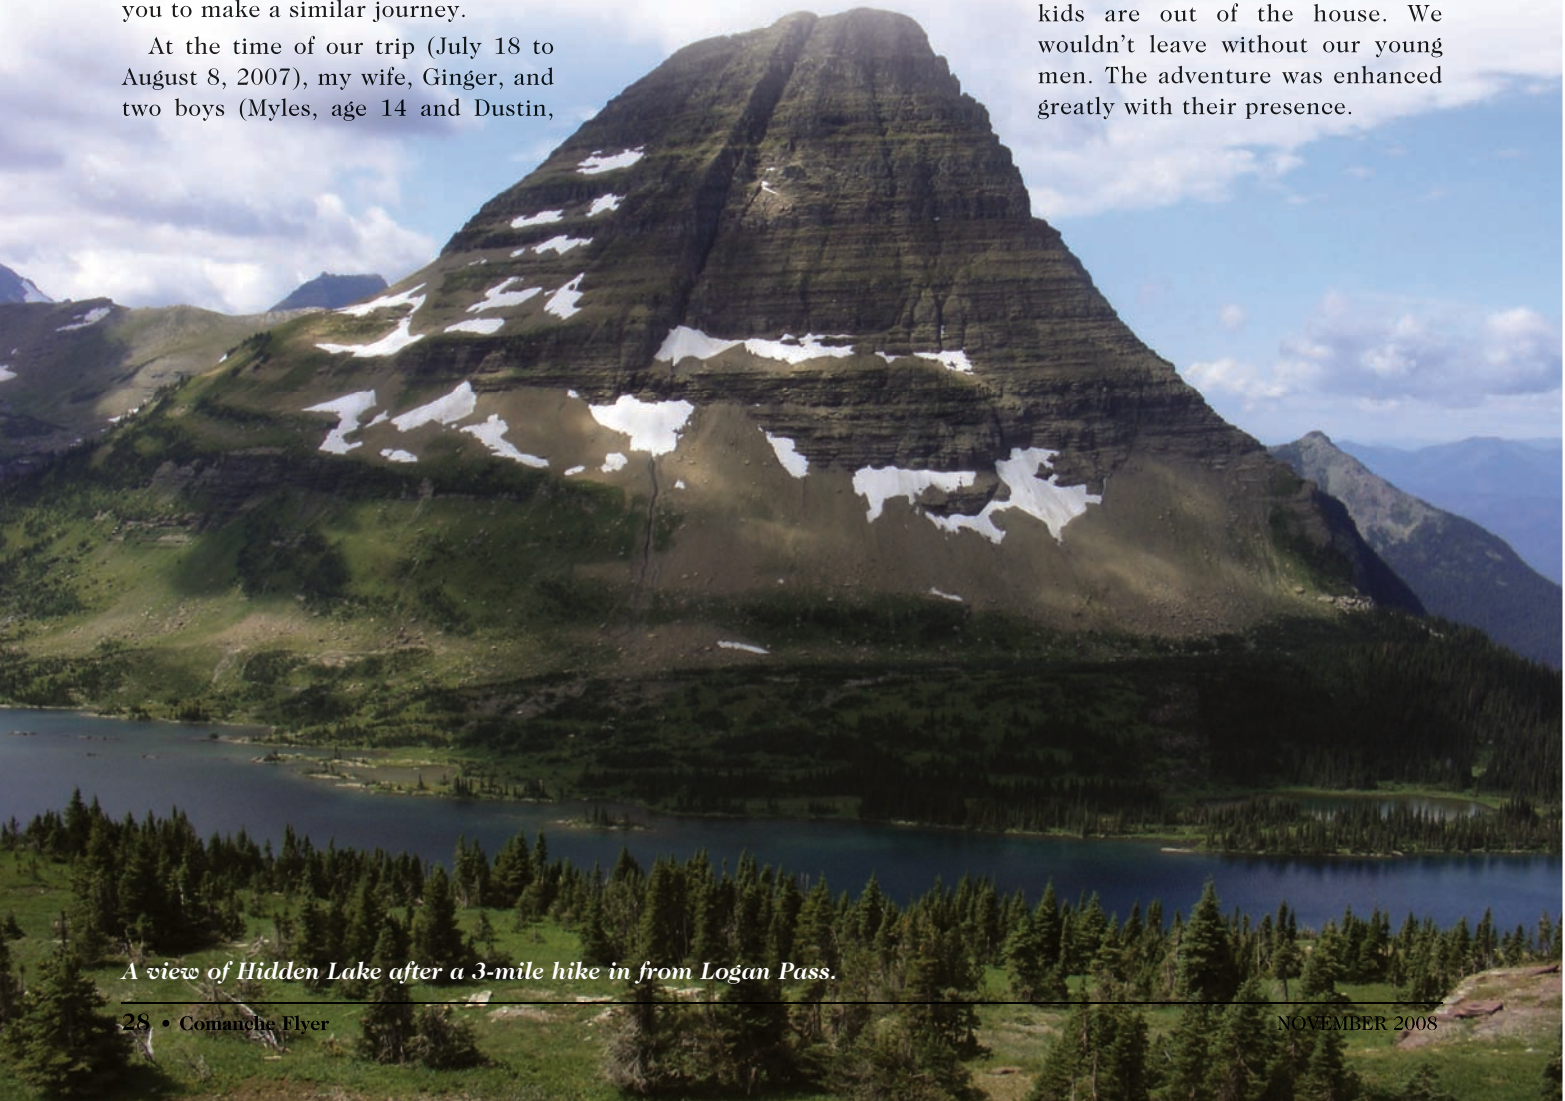 you to make a similar journey.
At the time of our trip (July 18 to
August 8, 2007), my wife, Ginger, and
two boys (Myles, age 14 and Dustin,
kids are out of the house. We
wouldn’t leave without our young
men. The adventure was enhanced
greatly with their presence.
A view of Hidden Lake after a 3-mile hike in from Logan Pass.
28 • Comanche Flyer
NOVEMBER 2008